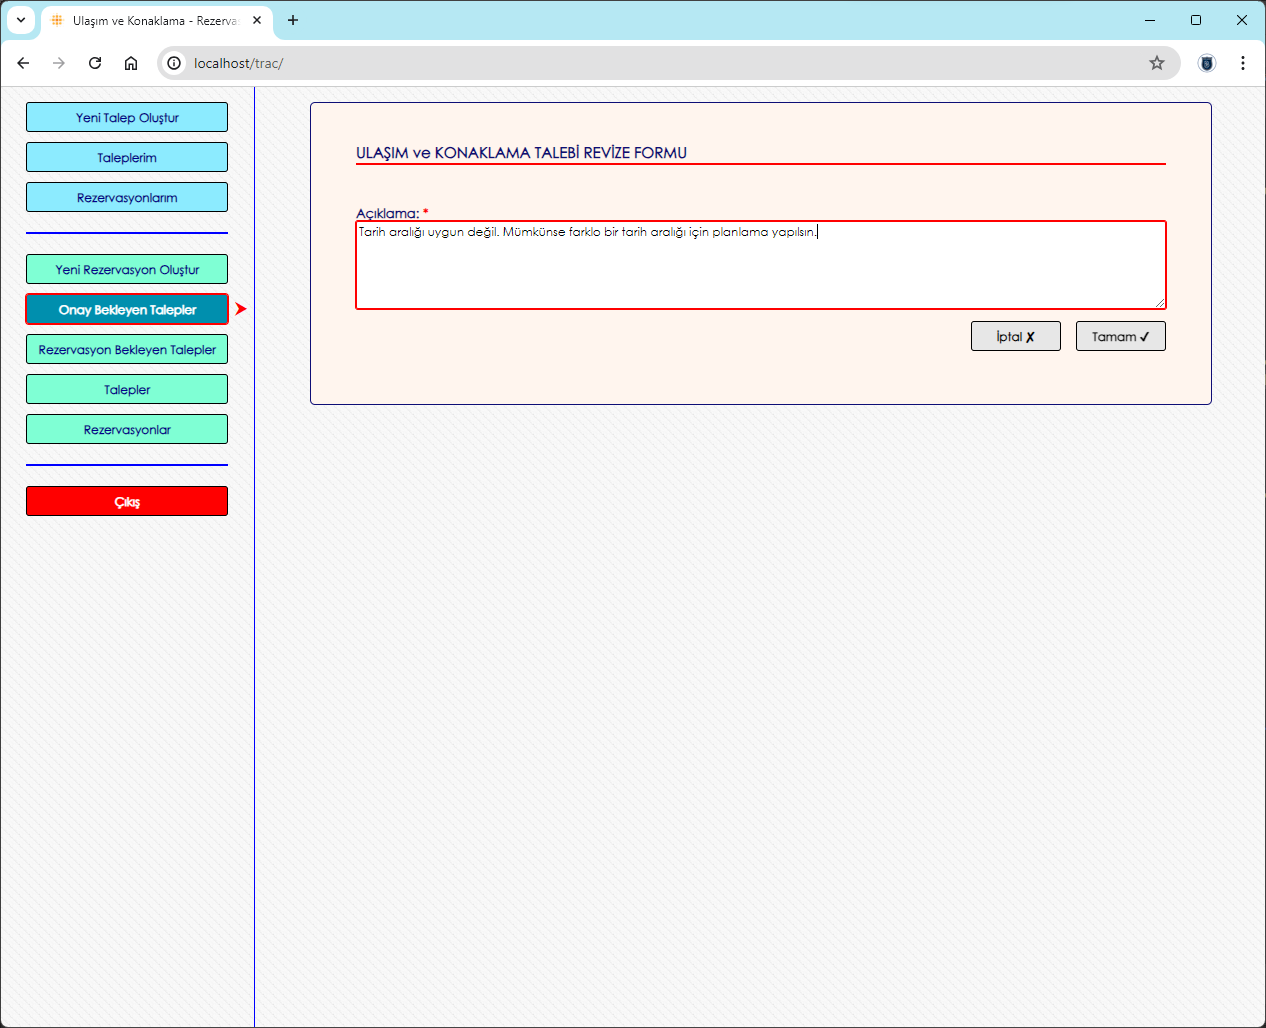 Ulaşım ve Konaklama - Rezerva
localhost/trac/
Yeni Talep Oluştur
Taleplerim
Rezervasyonlarım
Yeni Rezervasyon Oluştur
Onay Bekleyen Talepler
Rezervasyon Bekleyen Talepler
Talepler
Rezervasyonlar
Çıkış
ULAŞIM ve KONAKLAMA TALEBİ REVİZE FORMU
Açıklama: *
Tarih aralığı uygun değil. Mümkünse farklo bir tarih aralığı için planlama yapılsın.
İptal ✗
Tamam ✓